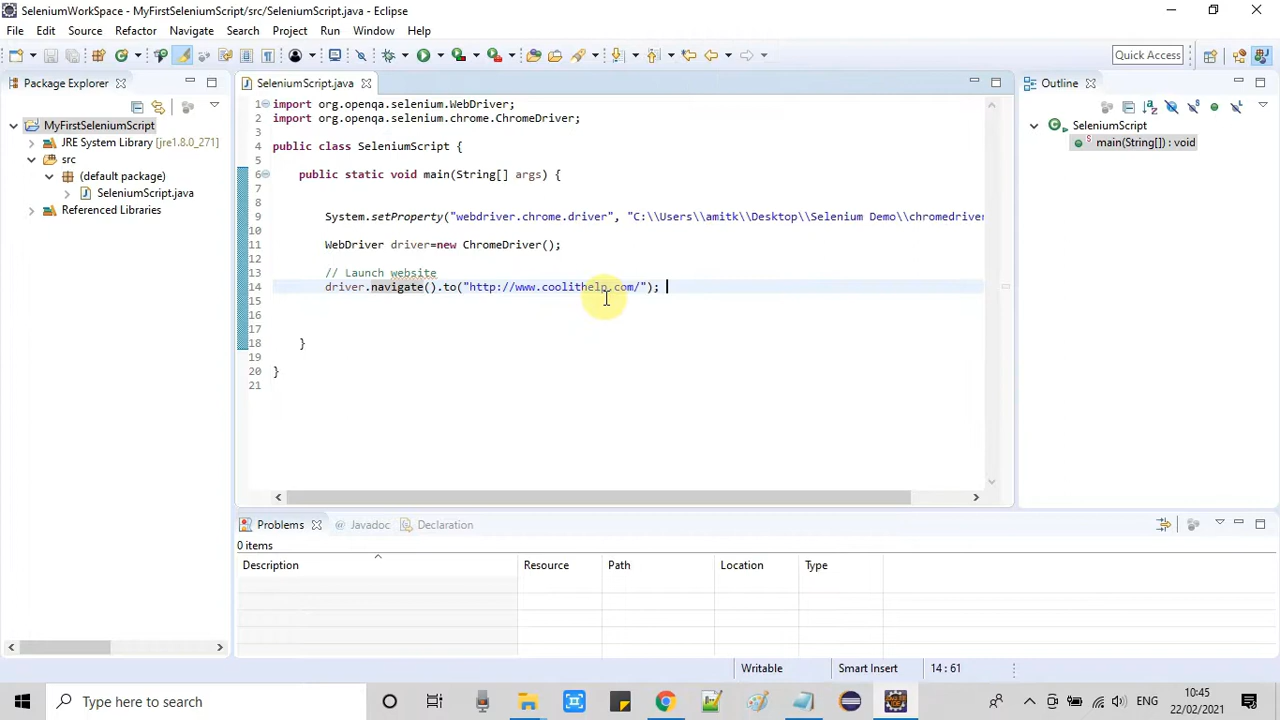 SeleniumWorkSpace - MyFirstSeleniumScript/src/SeleniumScript.java - Eclipse
File Edit Source Refactor Navigate Search Project Run Window Help
Quick Access
Package Explorer
SeleniumScript.java
Outline
MyFirstSeleniumScript
JRE System Library [jre1.8.0_271]
src
(default package)
SeleniumScript.java
Referenced Libraries
1 import org.openqa.selenium.WebDriver;
2 import org.openqa.selenium.chrome.ChromeDriver;
3
4 public class SeleniumScript {
5
6 public static void main(String[] args) {
7
8
9 System.setProperty("webdriver.chrome.driver", "C:\\Users\\amitk\\Desktop\\Selenium Demo\\chromedriver
10
11 WebDriver driver=new ChromeDriver();
12
13 // Launch website
14 driver.navigate().to("http://www.coolithelp.com/");
15
16
17
18 }
19
20 }
21
SeleniumScript
main(String[]) : void
Problems @ Javadoc Declaration
0 items
Description Resource Path Location Type
Writable Smart Insert 14 : 61
Type here to search
ENG
10:45
22/02/2021